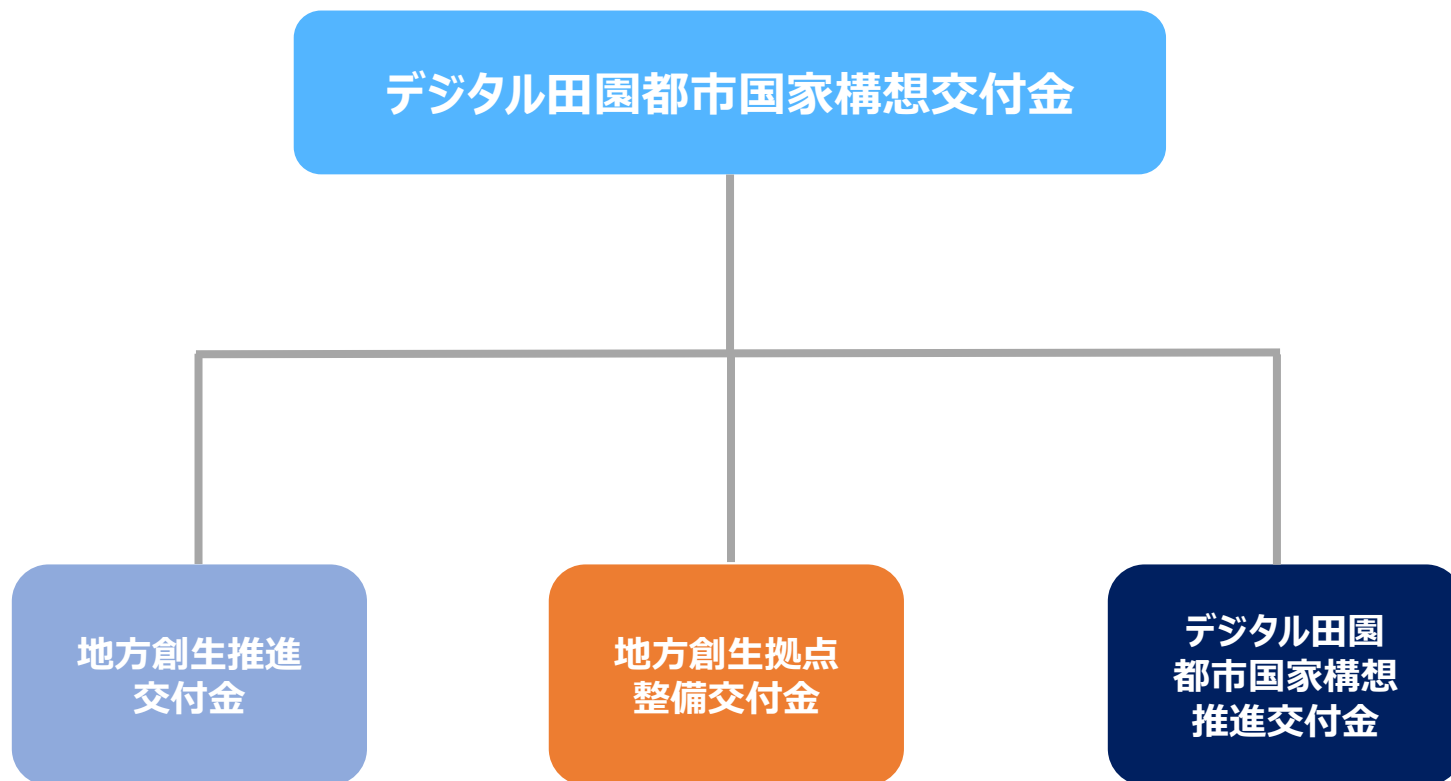 デジタル田園都市国家構想交付金
地方創生推進
交付金
地方創生拠点
整備交付金
デジタル田園
都市国家構想
推進交付金